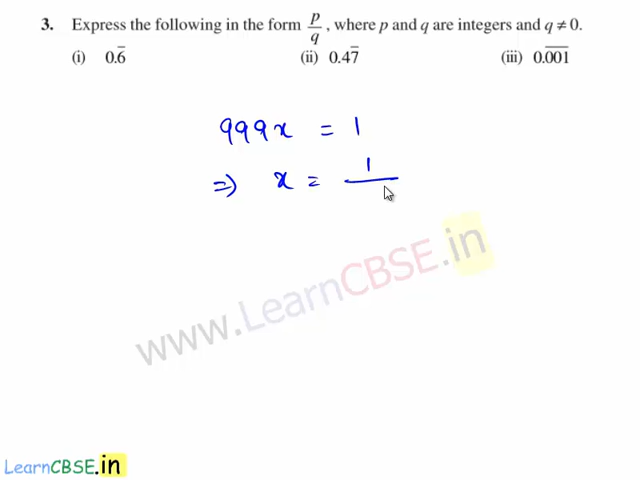 3. Express the following in the form p/q, where p and q are integers and q ≠ 0.
(i) 0.6̅ (ii) 0.47̅ (iii) 0.0̅0̅1̅
999x = 1
⇒ x = 1/
www.LearnCBSE.in
LearnCBSE.in